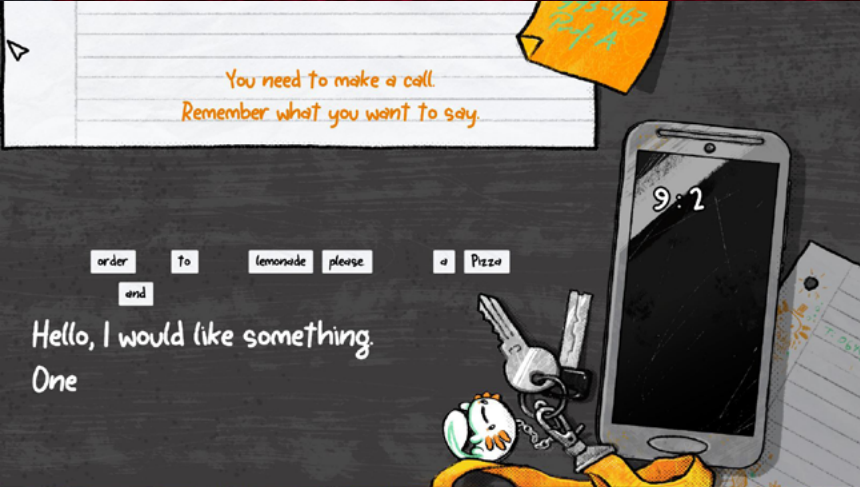 You need to make a call.
Remember what you want to say.
Prof. A
9:2
order to lemonade please a Pizza
and
Hello, I would like something.
One